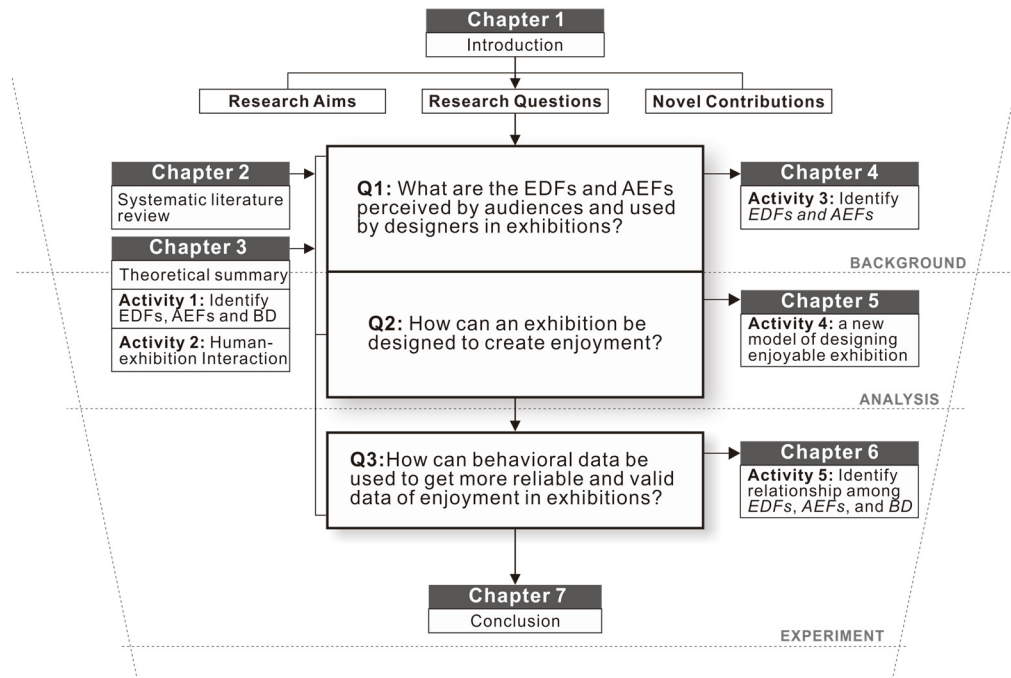 Chapter 1
Introduction
Research Aims
Research Questions
Novel Contributions
Chapter 2
Systematic literature
review
Chapter 3
Theoretical summary
Activity 1: Identify
EDFs, AEFs and BD
Activity 2: Human-
exhibition Interaction
Q1: What are the EDFs and AEFs
perceived by audiences and used
by designers in exhibitions?
Chapter 4
Activity 3: Identify
EDFs and AEFs
BACKGROUND
Q2: How can an exhibition be
designed to create enjoyment?
Chapter 5
Activity 4: a new
model of designing
enjoyable exhibition
ANALYSIS
Q3:How can behavioral data be
used to get more reliable and valid
data of enjoyment in exhibitions?
Chapter 6
Activity 5: Identify
relationship among
EDFs, AEFs, and BD
Chapter 7
Conclusion
EXPERIMENT